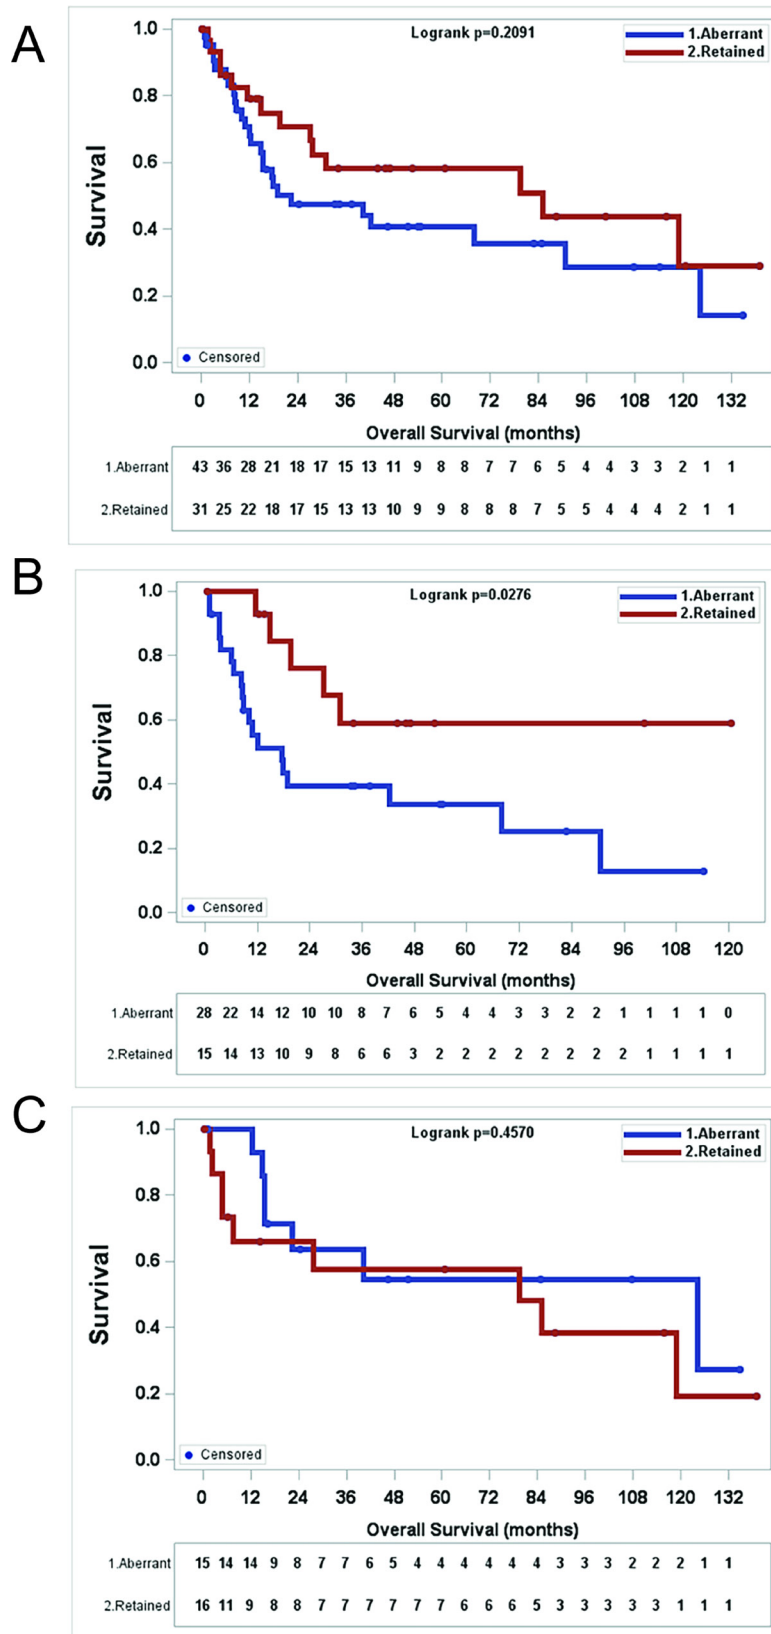 A
Logrank p=0.2091
1.Aberrant
2.Retained
1.0
0.8
0.6
0.4
0.2
0.0
Survival
Censored
0 12 24 36 48 60 72 84 96 108 120 132
Overall Survival (months)
1.Aberrant 43 36 28 21 18 17 15 13 11 9 8 8 7 7 6 5 4 4 3 3 2 1 1
2.Retained 31 25 22 18 17 15 13 13 10 9 9 8 8 8 7 5 5 4 4 4 2 1 1
B
Logrank p=0.0276
1.Aberrant
2.Retained
1.0
0.8
0.6
0.4
0.2
0.0
Survival
Censored
0 12 24 36 48 60 72 84 96 108 120
Overall Survival (months)
1.Aberrant 28 22 14 12 10 10 8 7 6 5 4 4 3 3 2 2 1 1 1 1 0
2.Retained 15 14 13 10 9 8 6 6 3 2 2 2 2 2 2 2 2 1 1 1 1
C
Logrank p=0.4570
1.Aberrant
2.Retained
1.0
0.8
0.6
0.4
0.2
0.0
Survival
Censored
0 12 24 36 48 60 72 84 96 108 120 132
Overall Survival (months)
1.Aberrant 15 14 14 9 8 7 7 6 5 4 4 4 4 4 4 3 3 3 2 2 2 1 1
2.Retained 16 11 9 8 8 7 7 7 7 7 7 6 6 6 5 3 3 3 3 3 1 1 1